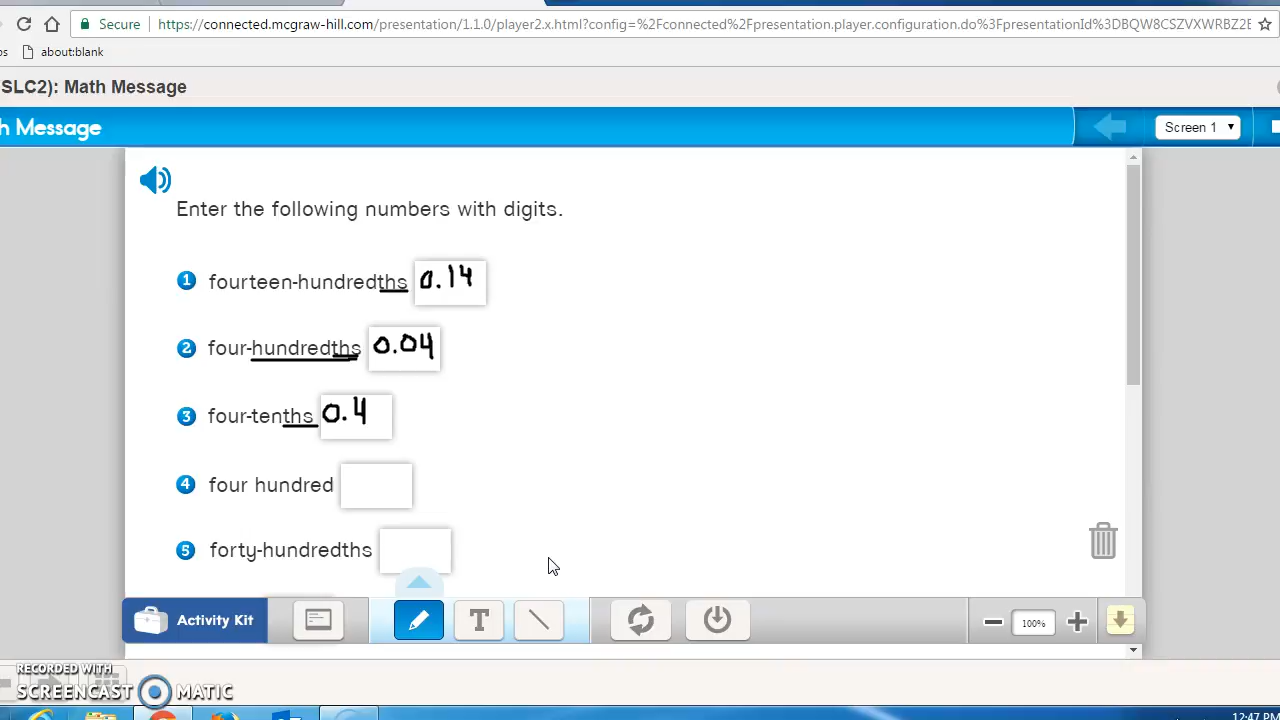 Secure https://connected.mcgraw-hill.com/presentation/1.1.0/player2.x.html?config=%2Fconnected%2Fpresentation.player.configuration.do%3FpresentationId%3DBQW8CSZVXWRBZ2E
ps about:blank
SLC2): Math Message
h Message
Screen 1
Enter the following numbers with digits.
1 fourteen-hundredths 0.14
2 four-hundredths 0.04
3 four-tenths 0.4
4 four hundred
5 forty-hundredths
Activity Kit T 100%
RECORDED WITH
SCREENCAST MATIC
12:47 PM